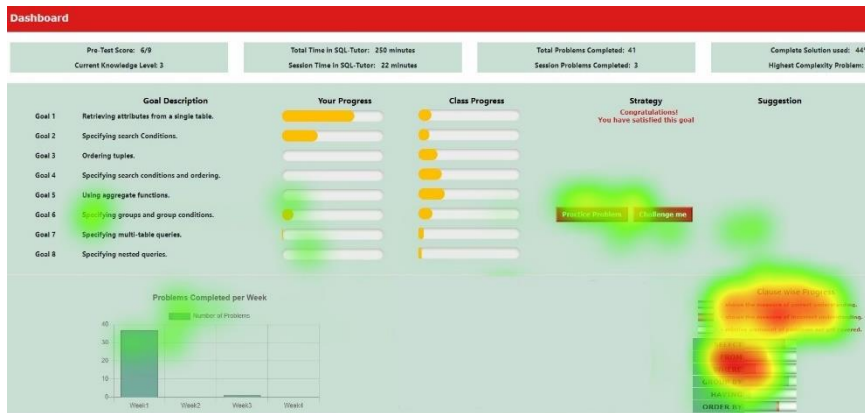 Dashboard
Pre-Test Score: 6/9
Current Knowledge Level: 3
Total Time in SQL-Tutor: 250 minutes
Session Time in SQL-Tutor: 22 minutes
Total Problems Completed: 41
Session Problems Completed: 3
Complete Solution used: 44
Highest Complexity Problem:
Goal Description Your Progress Class Progress Strategy Suggestion
Goal 1 Retrieving attributes from a single table.
Congratulations!
You have satisfied this goal
Goal 2 Specifying search Conditions.
Goal 3 Ordering tuples.
Goal 4 Specifying search conditions and ordering.
Goal 5 Using aggregate functions.
Goal 6 Specifying groups and group conditions. Practice Problem Challenge me
Goal 7 Specifying multi-table queries.
Goal 8 Specifying nested queries.
Problems Completed per Week
Number of Problems
40
30
20
10
0
Week1 Week2 Week3 Week4
Clause wise Progress
GROUP BY
HAVING
ORDER BY